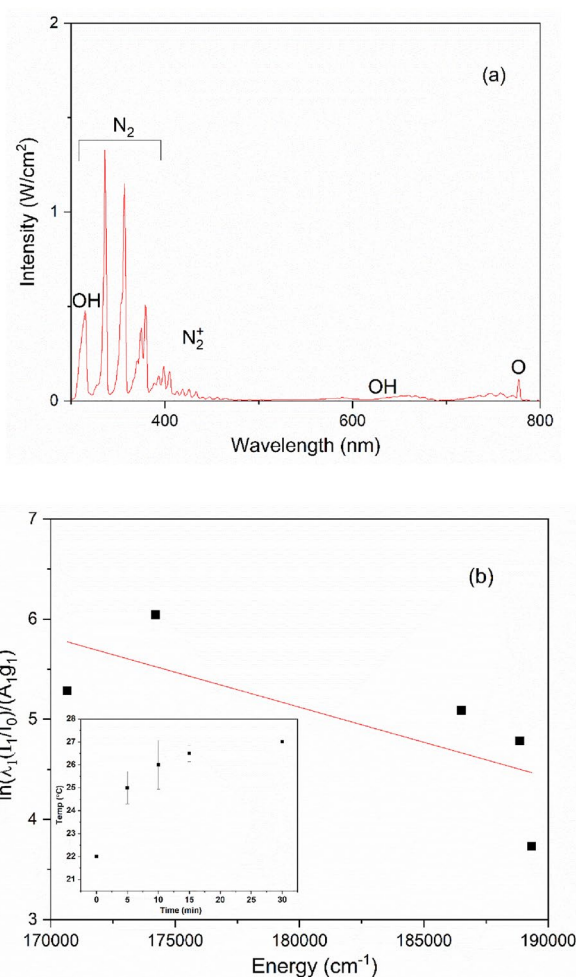 2
(a)
N₂
1
OH
N₂⁺
OH
O
0
400
600
800
Intensity (W/cm²)
Wavelength (nm)
7
(b)
6
5
4
3
ln(λ₁(I₁/I₀)/(A₁g₁)
28
27
26
25
24
23
22
21
Temp (°C)
0 5 10 15 20 25 30
Time (min)
170000 175000 180000 185000 190000
Energy (cm⁻¹)